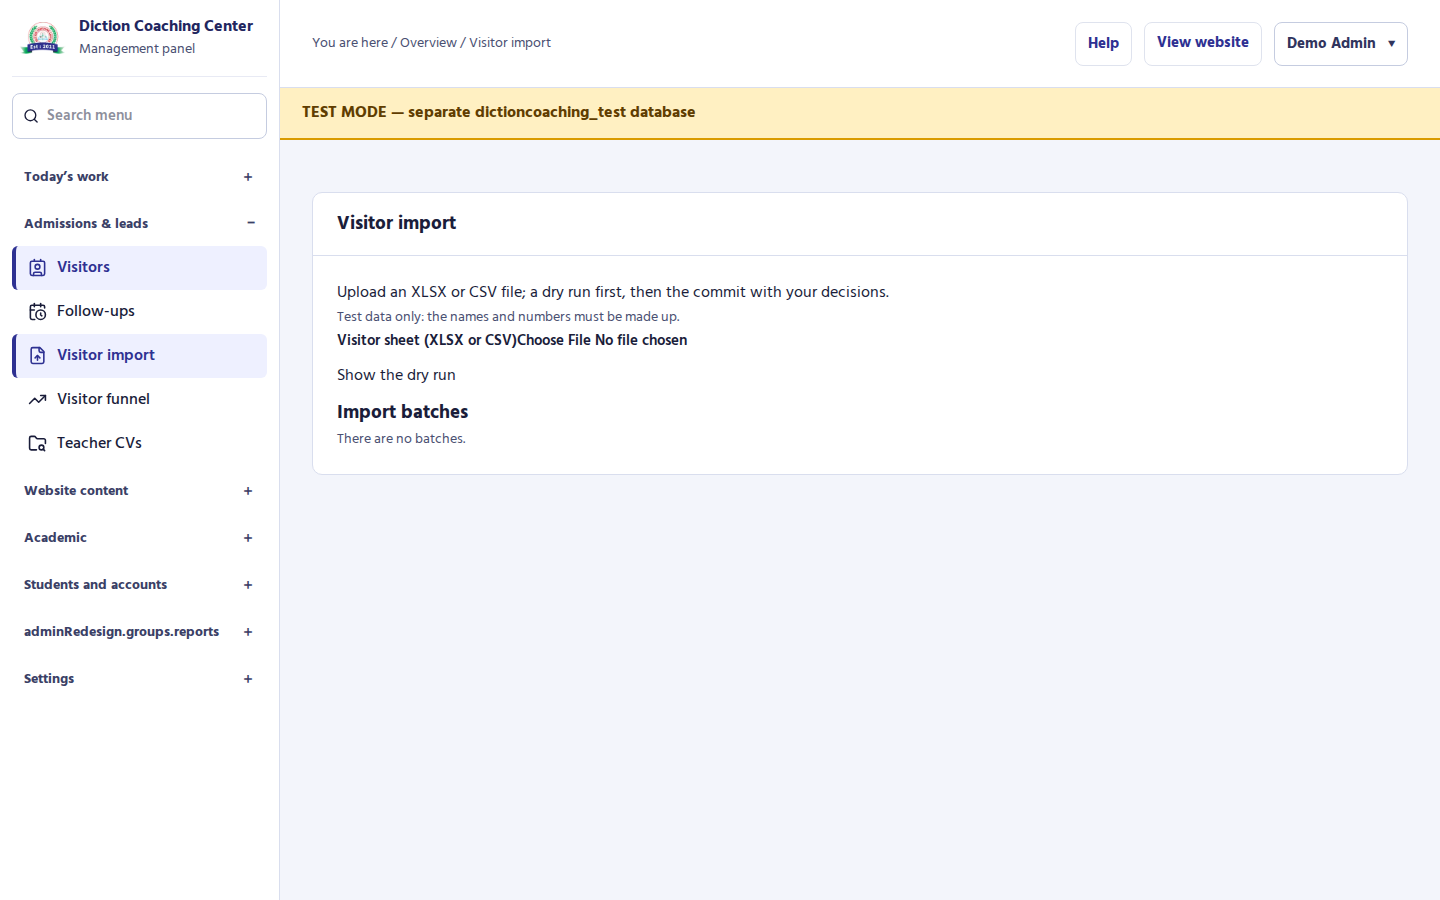 Diction Coaching Center
Management panel
Est : 2011
Search menu
Today’s work +
Admissions & leads −
Visitors
Follow-ups
Visitor import
Visitor funnel
Teacher CVs
Website content +
Academic +
Students and accounts +
adminRedesign.groups.reports +
Settings +
You are here / Overview / Visitor import
Help
View website
Demo Admin ▾
TEST MODE — separate dictioncoaching_test database
Visitor import
Upload an XLSX or CSV file; a dry run first, then the commit with your decisions.
Test data only: the names and numbers must be made up.
Visitor sheet (XLSX or CSV)Choose File No file chosen
Show the dry run
Import batches
There are no batches.